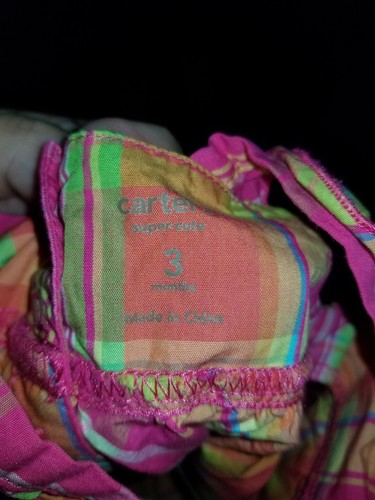 carter's
super cute
3
months
Made in China